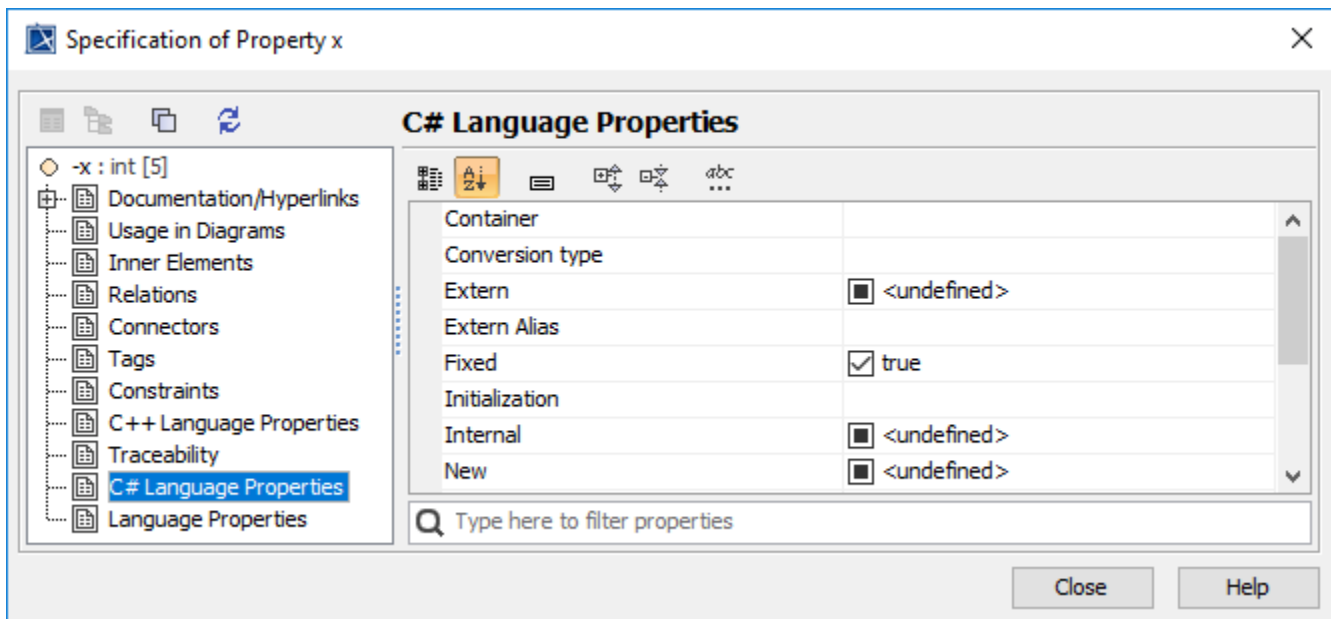 Specification of Property x
C# Language Properties
-x : int [5]
Documentation/Hyperlinks
Usage in Diagrams
Inner Elements
Relations
Connectors
Tags
Constraints
C++ Language Properties
Traceability
C# Language Properties
Language Properties
A
Z
abc
...
Container
Conversion type
Extern <undefined>
Extern Alias
Fixed true
Initialization
Internal <undefined>
New <undefined>
Type here to filter properties
Close Help